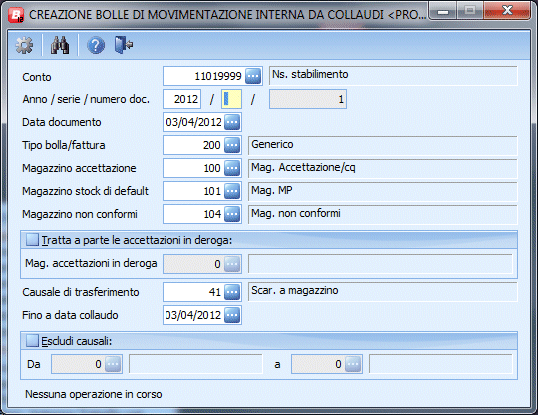 CREAZIONE BOLLE DI MOVIMENTAZIONE INTERNA DA COLLAUDI <PRO...
Conto 11019999 Ns. stabilimento
Anno / serie / numero doc. 2012 / / 1
Data documento 03/04/2012
Tipo bolla/fattura 200 Generico
Magazzino accettazione 100 Mag. Accettazione/cq
Magazzino stock di default 101 Mag. MP
Magazzino non conformi 104 Mag. non conformi
Tratta a parte le accettazioni in deroga:
Mag. accettazioni in deroga 0
Causale di trasferimento 41 Scar. a magazzino
Fino a data collaudo 03/04/2012
Escludi causali:
Da 0 a 0
Nessuna operazione in corso